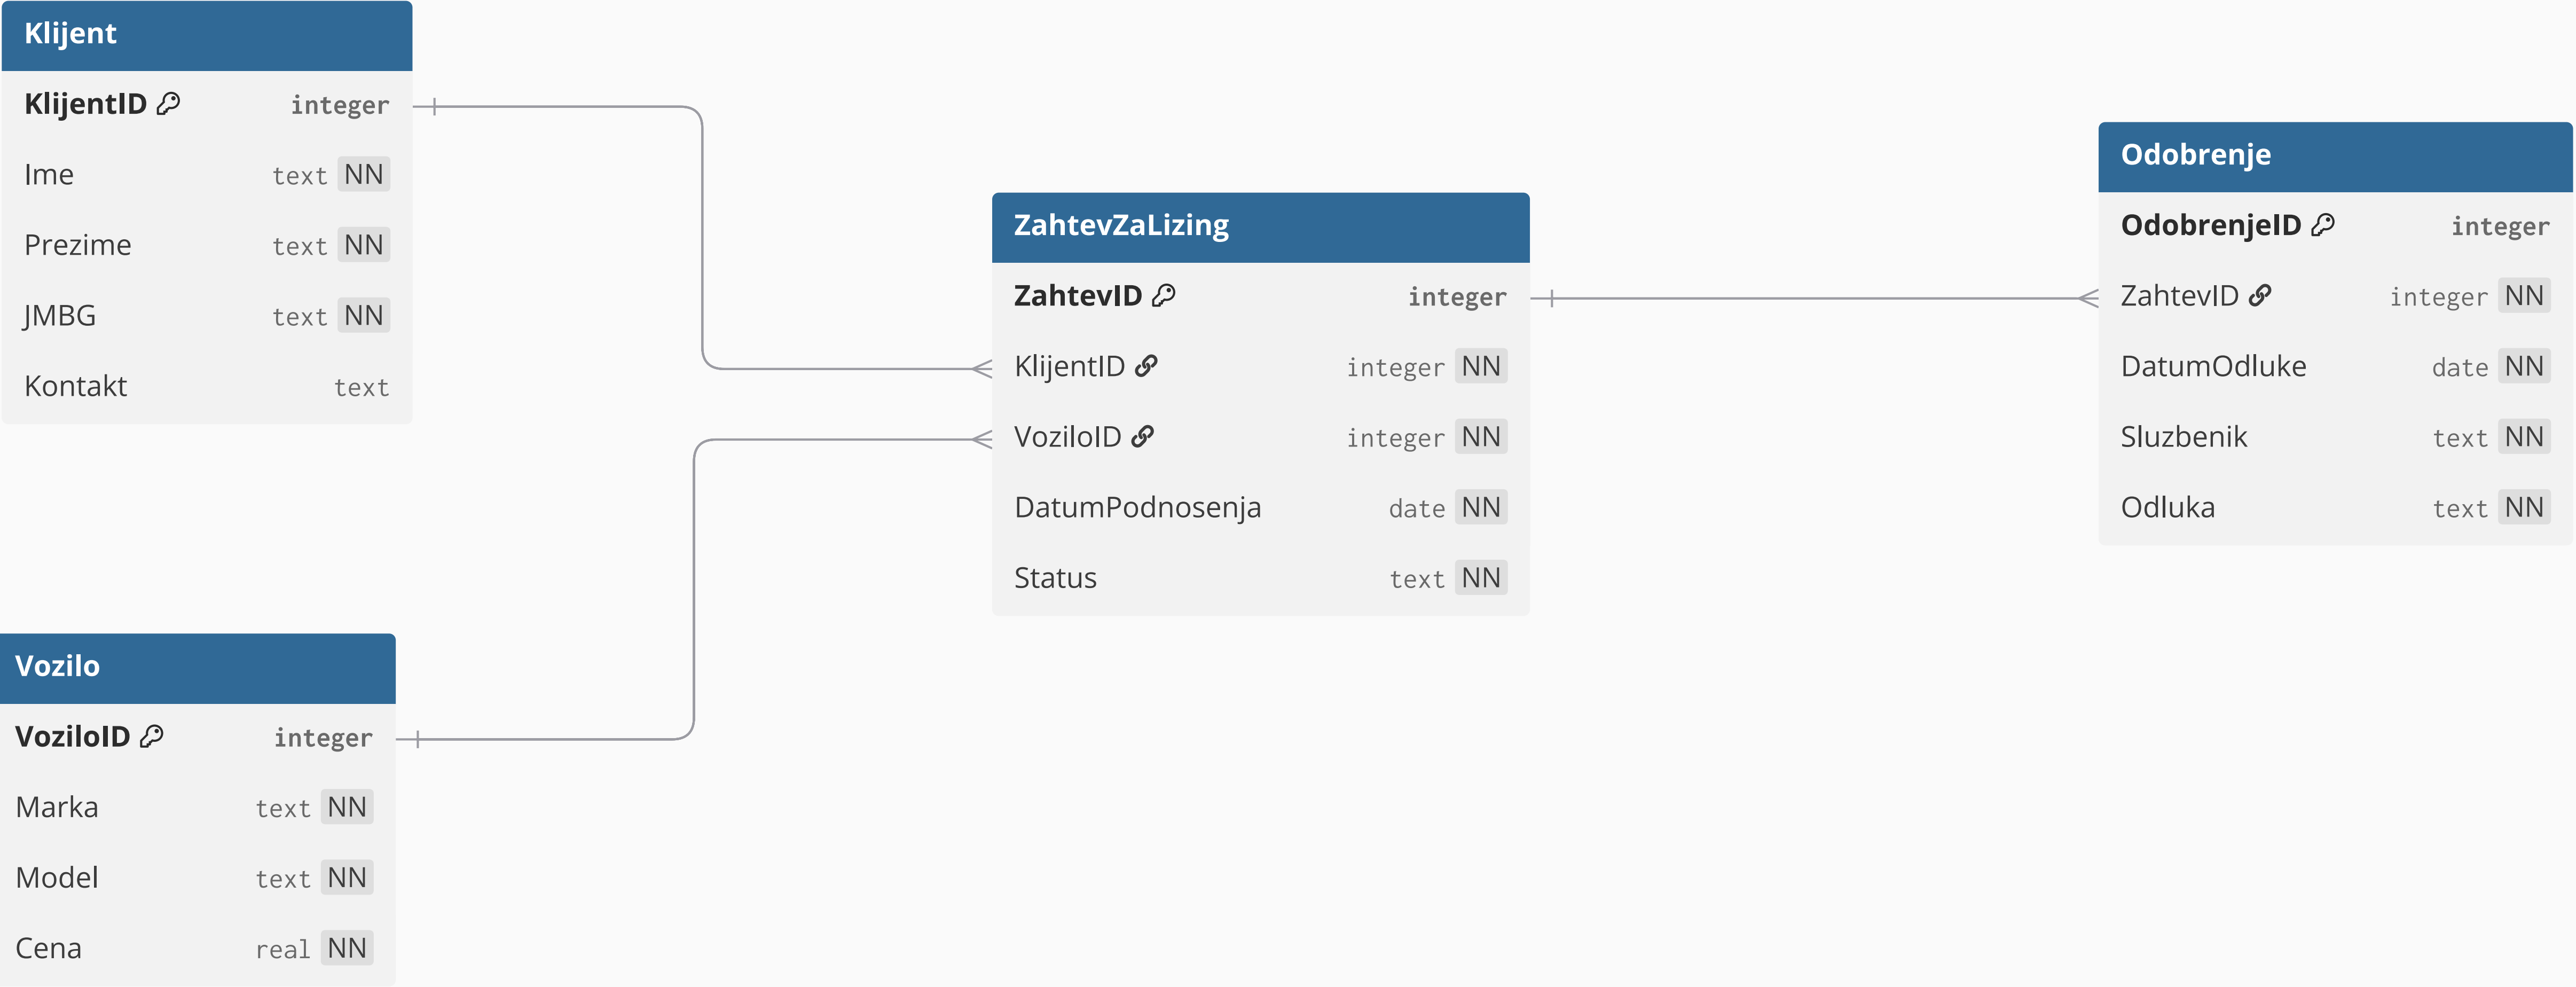 Klijent
KlijentID integer
Ime text NN
Prezime text NN
JMBG text NN
Kontakt text
Vozilo
VoziloID integer
Marka text NN
Model text NN
Cena real NN
ZahtevZaLizing
ZahtevID integer
KlijentID integer NN
VoziloID integer NN
DatumPodnosenja date NN
Status text NN
Odobrenje
OdobrenjeID integer
ZahtevID integer NN
DatumOdluke date NN
Sluzbenik text NN
Odluka text NN